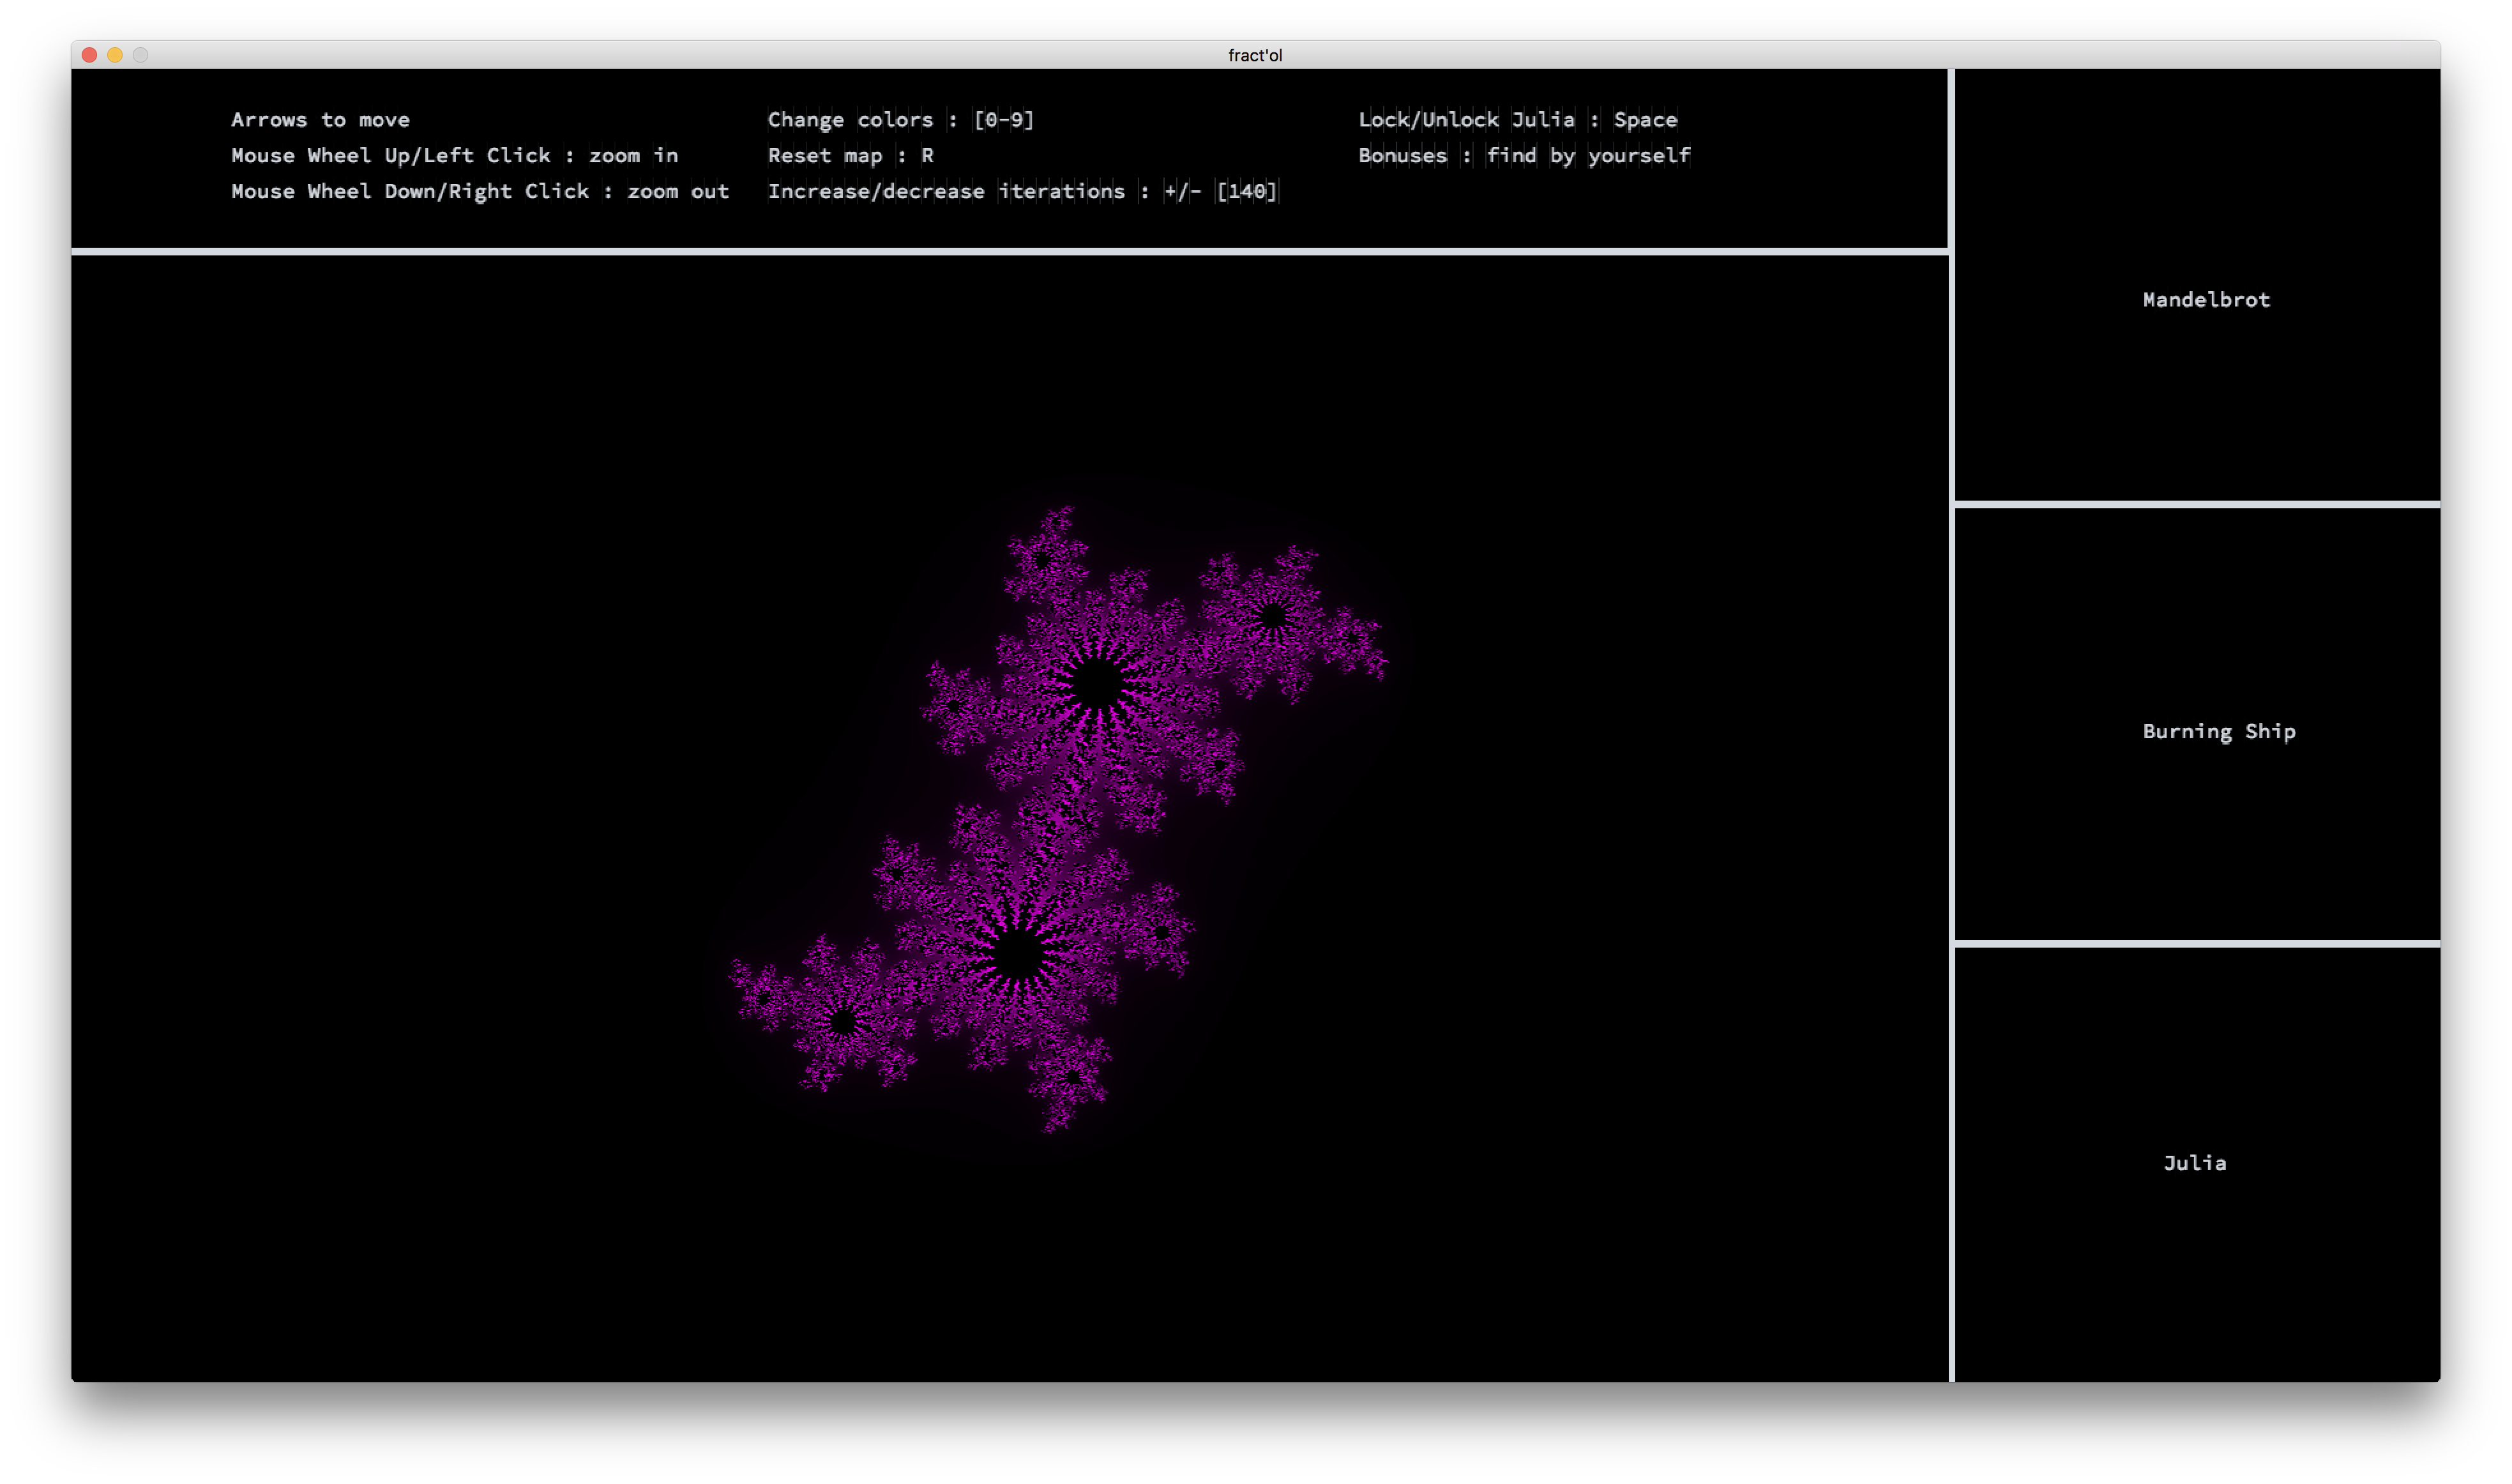 fract'ol
Arrows to move
Mouse Wheel Up/Left Click : zoom in
Mouse Wheel Down/Right Click : zoom out
Change colors : [0-9]
Reset map : R
Increase/decrease iterations : +/- [140]
Lock/Unlock Julia : Space
Bonuses : find by yourself
Mandelbrot
Burning Ship
Julia